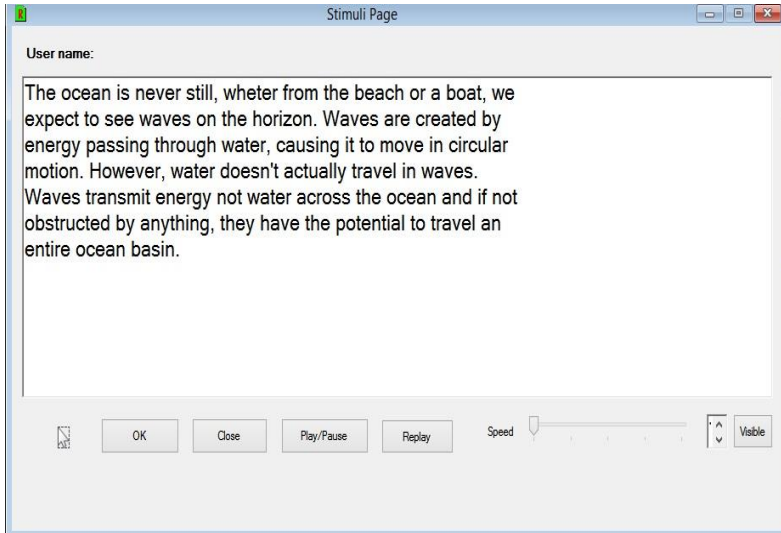 R Stimuli Page
User name:
The ocean is never still, wheter from the beach or a boat, we
expect to see waves on the horizon. Waves are created by
energy passing through water, causing it to move in circular
motion. However, water doesn't actually travel in waves.
Waves transmit energy not water across the ocean and if not
obstructed by anything, they have the potential to travel an
entire ocean basin.
OK Close Play/Pause Replay Speed Visible